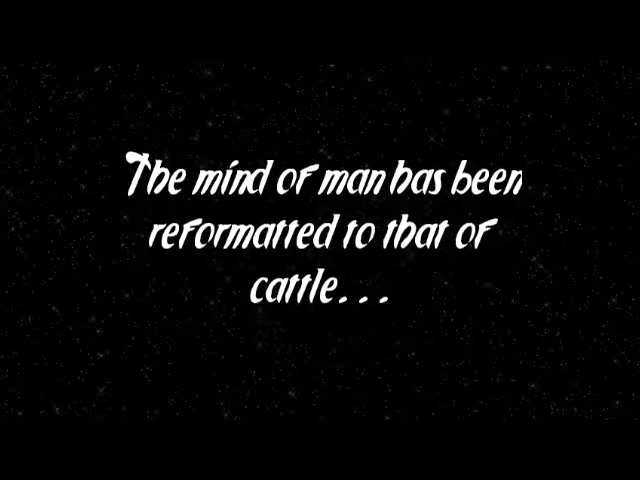 The mind of man has been
reformatted to that of
cattle...